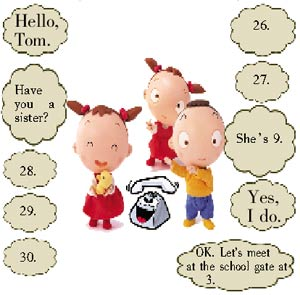 Hello,
Tom.
26.
Have
you a
sister?
27.
She's 9.
28.
Yes,
I do.
29.
30.
OK. Let's meet
at the school gate at
3.